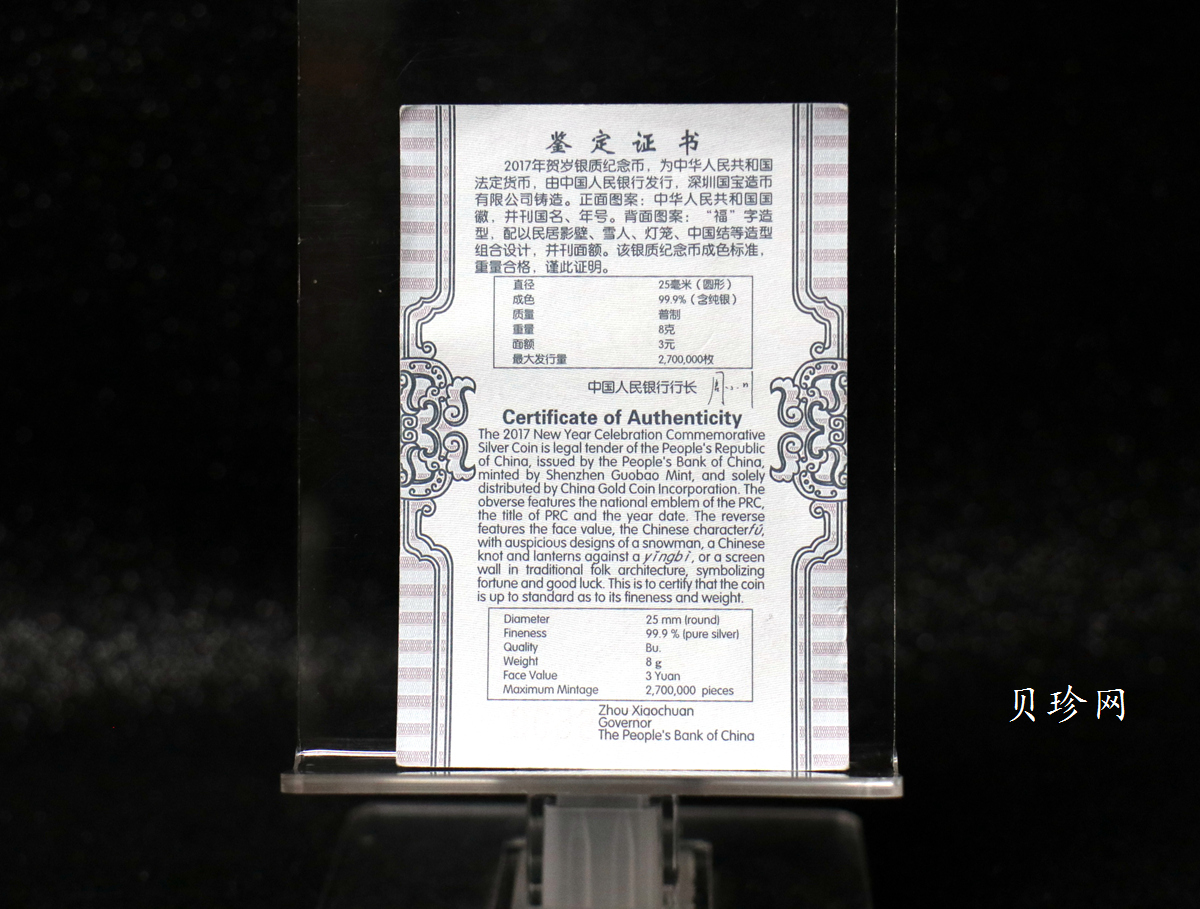 鉴定证书
2017年贺岁银质纪念币，为中华人民共和国
法定货币，由中国人民银行发行，深圳国宝造币
有限公司铸造。正面图案：中华人民共和国国
徽，并刊国名、年号。背面图案：“福”字造
型，配以民居影壁、雪人、灯笼、中国结等造型
组合设计，并刊面额。该银质纪念币成色标准，
重量合格，谨此证明。
直径 25毫米（圆形）
成色 99.9%（含纯银）
质量 普制
重量 8克
面额 3元
最大发行量 2,700,000枚
中国人民银行行长
Certificate of Authenticity
The 2017 New Year Celebration Commemorative
Silver Coin is legal tender of the People's Republic
of China, issued by the People's Bank of China,
minted by Shenzhen Guobao Mint, and solely
distributed by China Gold Coin Incorporation. The
obverse features the national emblem of the PRC,
the title of PRC and the year date. The reverse
features the face value, the Chinese character fú,
with auspicious designs of a snowman, a Chinese
knot and lanterns against a yǐngbì, or a screen
wall in traditional folk architecture, symbolizing
fortune and good luck. This is to certify that the coin
is up to standard as to its fineness and weight.
Diameter 25 mm (round)
Fineness 99.9 % (pure silver)
Quality Bu.
Weight 8 g
Face Value 3 Yuan
Maximum Mintage 2,700,000 pieces
Zhou Xiaochuan
Governor
The People's Bank of China
贝珍网